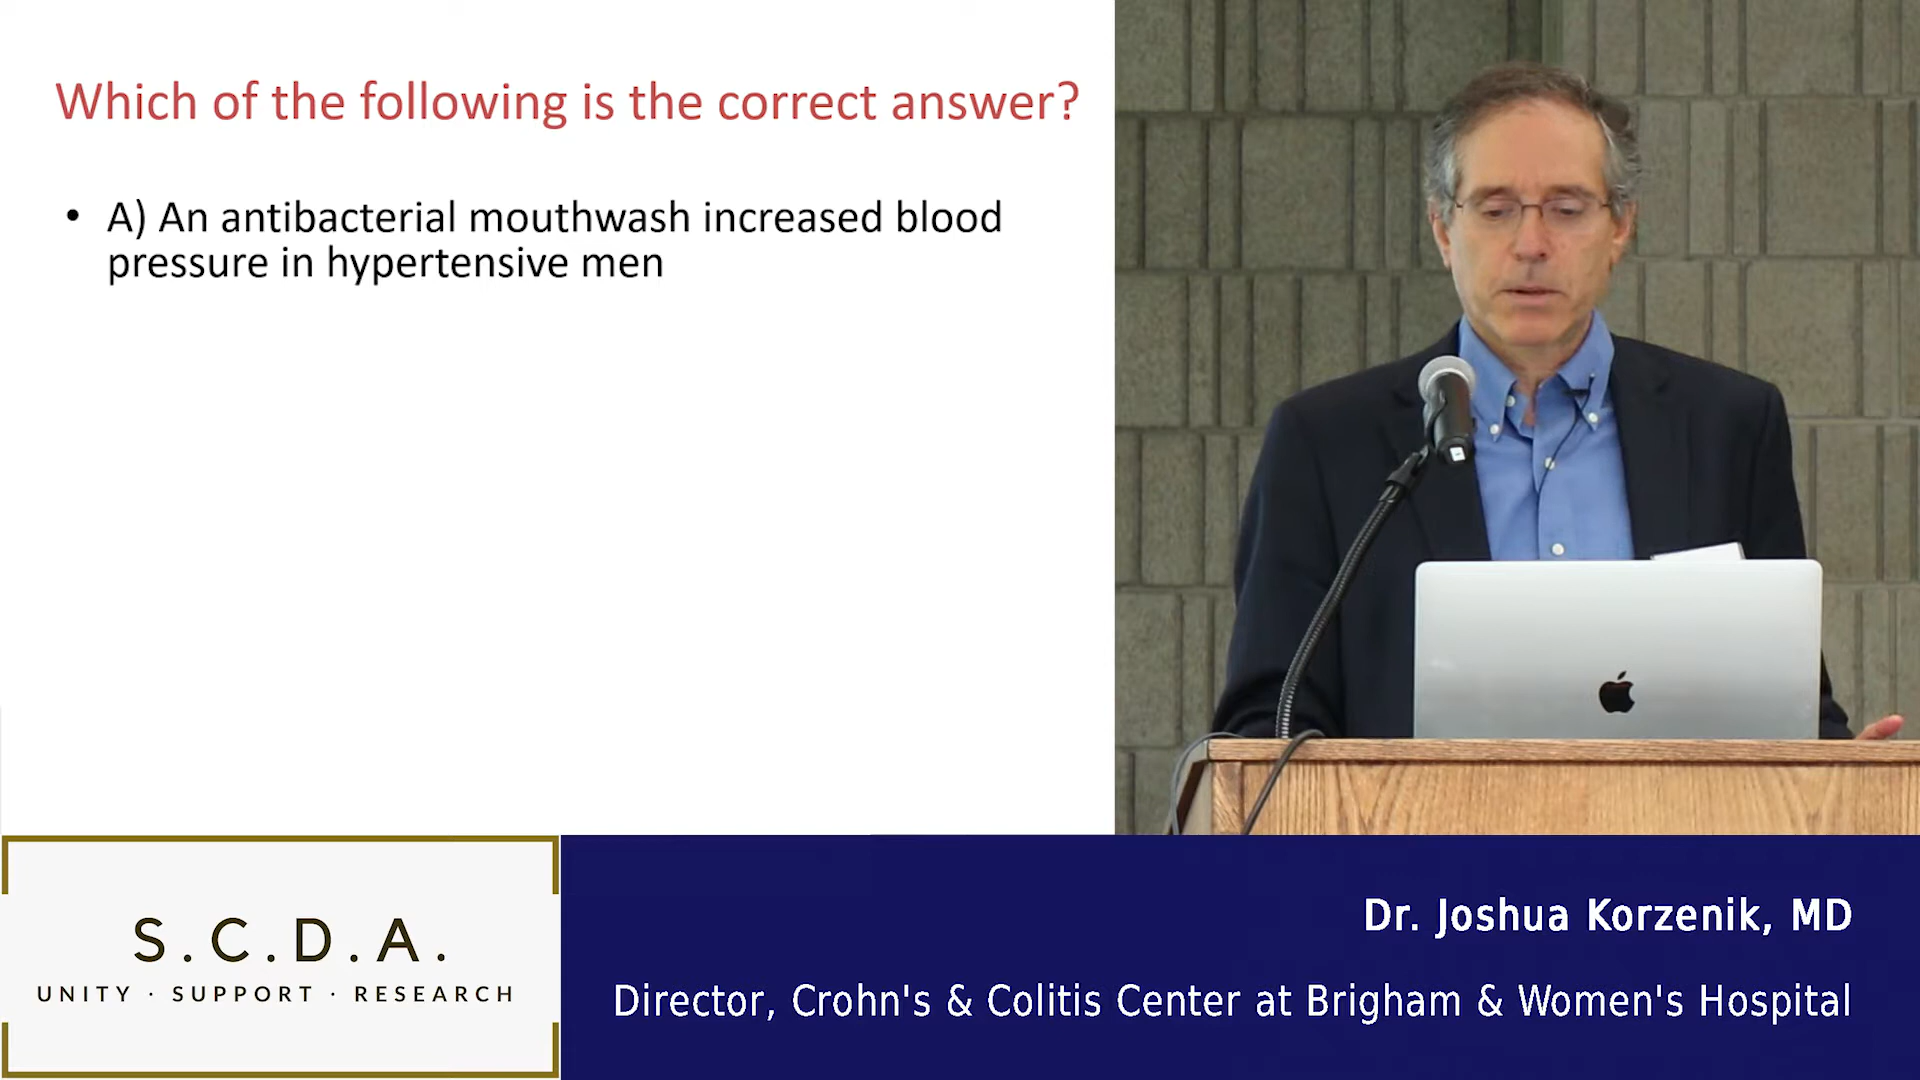 Which of the following is the correct answer?
• A) An antibacterial mouthwash increased blood
pressure in hypertensive men
S.C.D.A.
UNITY · SUPPORT · RESEARCH
Dr. Joshua Korzenik, MD
Director, Crohn's & Colitis Center at Brigham & Women's Hospital